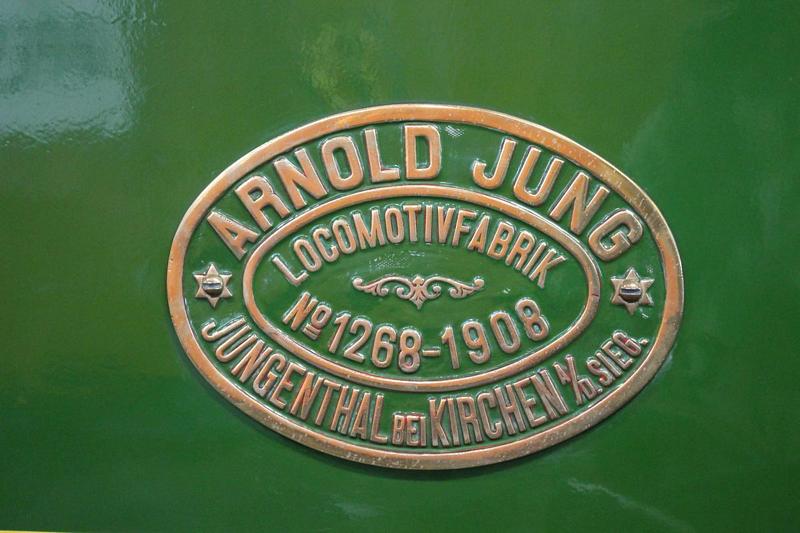 ARNOLD JUNG
LOCOMOTIVFABRIK
No 1268-1908
JUNGENTHAL BEI KIRCHEN A/D. SIEG.